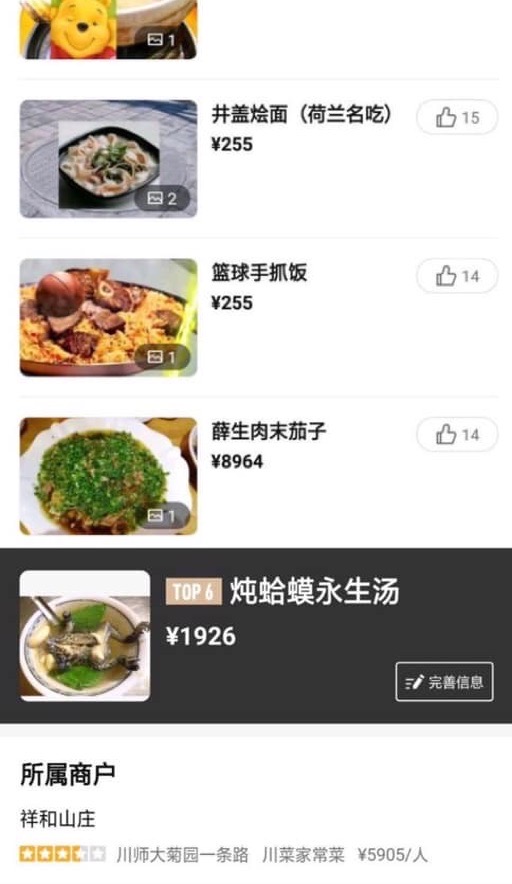 1
井盖烩面（荷兰名吃）
15
¥255
2
篮球手抓饭
14
¥255
1
薛生肉末茄子
14
¥8964
1
TOP 6 炖蛤蟆永生汤
¥1926
完善信息
所属商户
祥和山庄
川师大菊园一条路 川菜家常菜 ¥5905/人